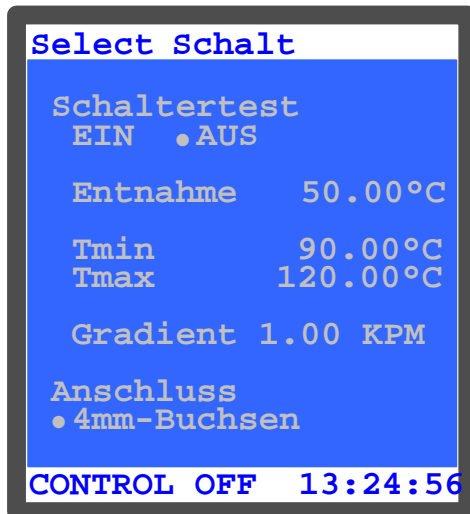 Select Schalt
Schaltertest
EIN •AUS
Entnahme 50.00°C
Tmin 90.00°C
Tmax 120.00°C
Gradient 1.00 KPM
Anschluss
•4mm-Buchsen
CONTROL OFF 13:24:56